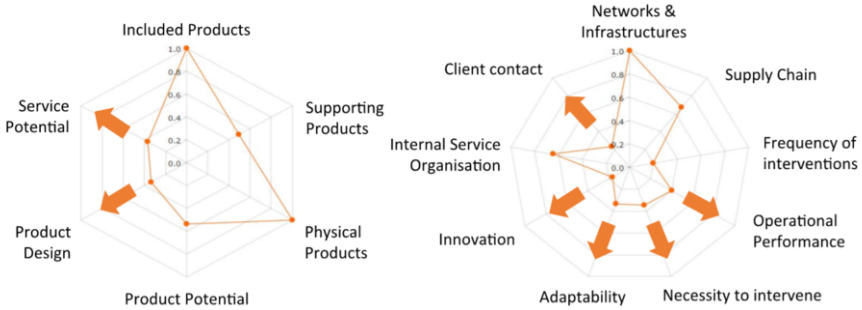 Included Products
1.0
0.8
0.6
0.4
0.2
0.0
Service
Potential
Supporting
Products
Product
Design
Physical
Products
Product Potential
Networks &
Infrastructures
1.0
0.8
0.6
0.4
0.2
0.0
Client contact
Supply Chain
Internal Service
Organisation
Frequency of
interventions
Innovation
Operational
Performance
Adaptability
Necessity to intervene